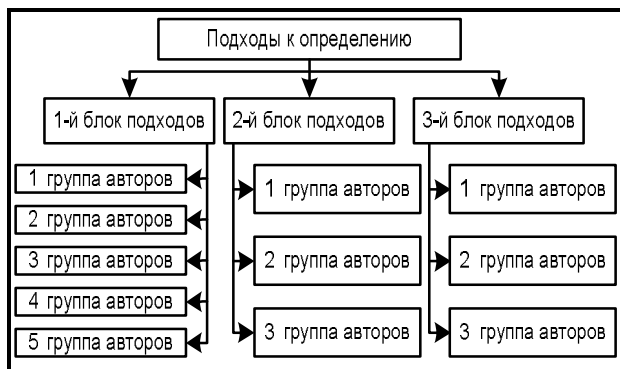 Подходы к определению
1-й блок подходов
2-й блок подходов
3-й блок подходов
1 группа авторов
2 группа авторов
3 группа авторов
4 группа авторов
5 группа авторов
1 группа авторов
2 группа авторов
3 группа авторов
1 группа авторов
2 группа авторов
3 группа авторов